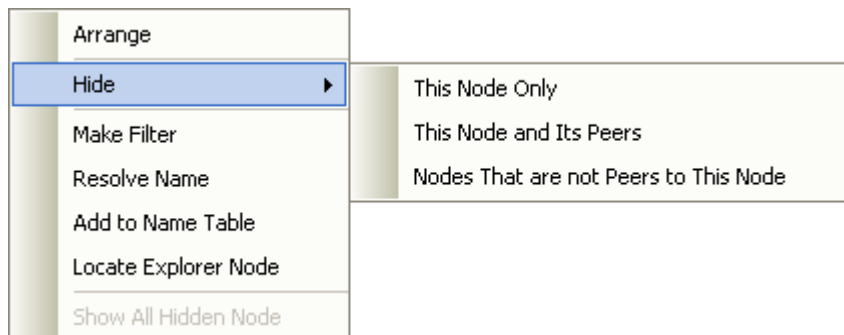 Arrange
Hide
Make Filter
Resolve Name
Add to Name Table
Locate Explorer Node
Show All Hidden Node
This Node Only
This Node and Its Peers
Nodes That are not Peers to This Node